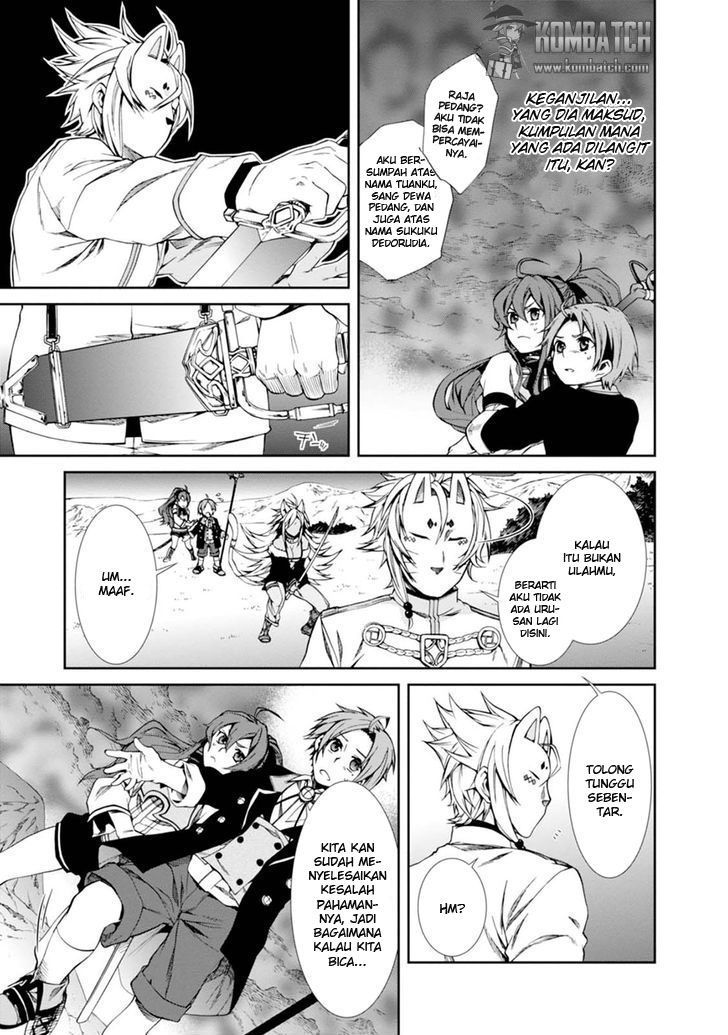 KOMBATCH
www.kombatch.com
KEGANJILAN...
YANG DIA MAKSUD,
KUMPULAN MANA
YANG ADA DILANGIT
ITU, KAN?
RAJA
PEDANG?
AKU TIDAK
BISA MEM-
PERCAYAI-
NYA.
AKU BER-
SUMPAH ATAS
NAMA TUANKU,
SANG DEWA
PEDANG, DAN
JUGA ATAS
NAMA SUKUKU
DEDORUDIA.
KALAU
ITU BUKAN
ULAHMU,
BERARTI
AKU TIDAK
ADA URU-
SAN LAGI
DISINI.
UM...
MAAF.
TOLONG
TUNGGU
SEBEN-
TAR.
HM?
KITA KAN
SUDAH ME-
NYELESAIKAN
KESALAH
PAHAMAN-
NYA, JADI
BAGAIMANA
KALAU KITA
BICA...